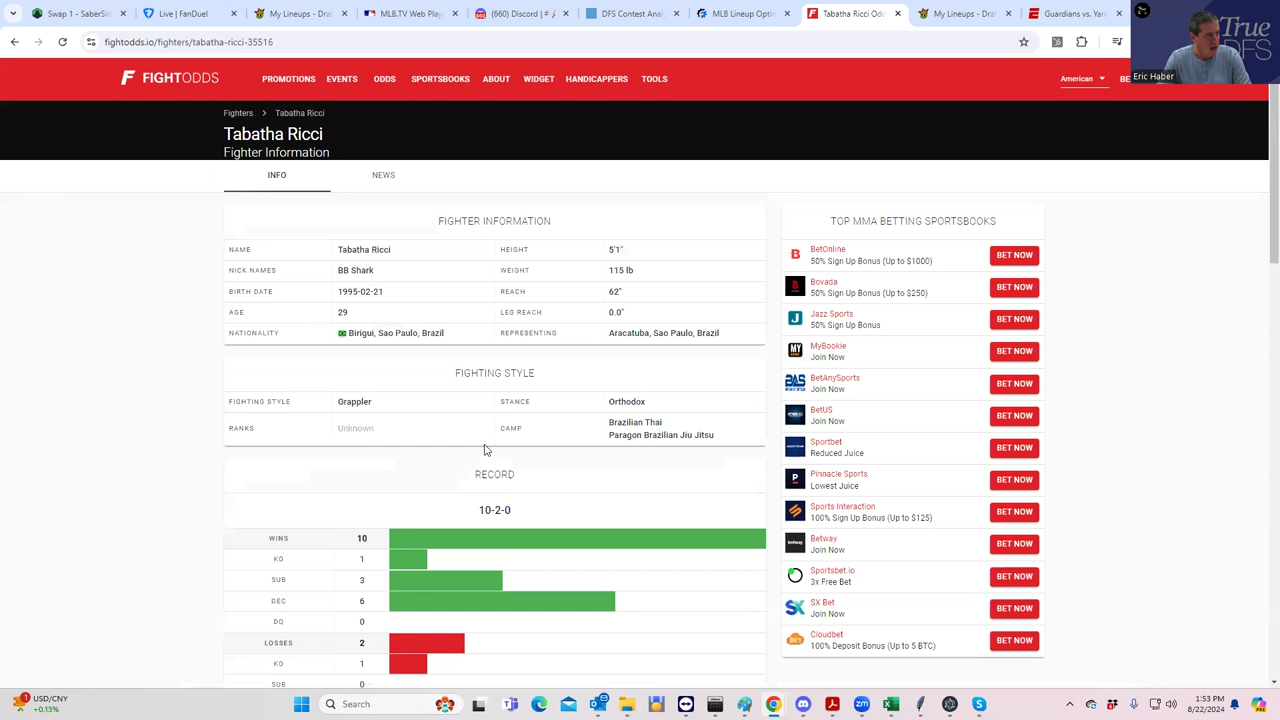 Saber
Live | FanDuel
My Lineups - Draft
MLB.TV Web Play
(660) Discord | #
DFS Contest Analy
MLB Lineup Optim
Tabatha Ricci Od
My Lineups - Draf
Guardians vs. Yan
fightodds.io/fighters/tabatha-ricci-35516
True
DFS
Eric Haber
FIGHTODDS
PROMOTIONS EVENTS ODDS SPORTSBOOKS ABOUT WIDGET HANDICAPPERS TOOLS
American
BE
Fighters > Tabatha Ricci
Tabatha Ricci
Fighter Information
INFO NEWS
FIGHTER INFORMATION
NAME Tabatha Ricci HEIGHT 5'1"
NICK NAMES BB Shark WEIGHT 115 lb
BIRTH DATE 1995-02-21 REACH 62"
AGE 29 LEG REACH 0.0"
NATIONALITY Birigui, Sao Paulo, Brazil REPRESENTING Aracatuba, Sao Paulo, Brazil
FIGHTING STYLE
FIGHTING STYLE Grappler STANCE Orthodox
RANKS Unknown CAMP Brazilian Thai
Paragon Brazilian Jiu Jitsu
RECORD
10-2-0
WINS 10
KO 1
SUB 3
DEC 6
DQ 0
LOSSES 2
KO 1
SUB 0
TOP MMA BETTING SPORTSBOOKS
BetOnline
50% Sign Up Bonus (Up to $1000)
BET NOW
Bovada
50% Sign Up Bonus (Up to $250)
BET NOW
Jazz Sports
50% Sign Up Bonus
BET NOW
MyBookie
Join Now
BET NOW
BetAnySports
Join Now
BET NOW
BetUS
Join Now
BET NOW
Sportbet
Reduced Juice
BET NOW
Pinnacle Sports
Lowest Juice
BET NOW
Sports Interaction
100% Sign Up Bonus (Up to $125)
BET NOW
Betway
Join Now
BET NOW
Sportsbet.io
3x Free Bet
BET NOW
SX Bet
Join Now
BET NOW
Cloudbet
100% Deposit Bonus (Up to 5 BTC)
BET NOW
USD/CNY
+0.13%
Search
1:53 PM
8/22/2024